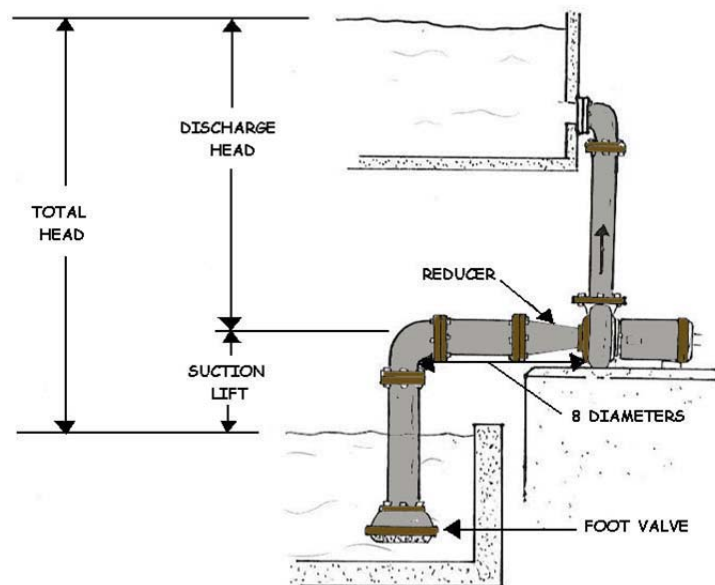 DISCHARGE
HEAD
TOTAL
HEAD
REDUCER
SUCTION
LIFT
8 DIAMETERS
FOOT VALVE